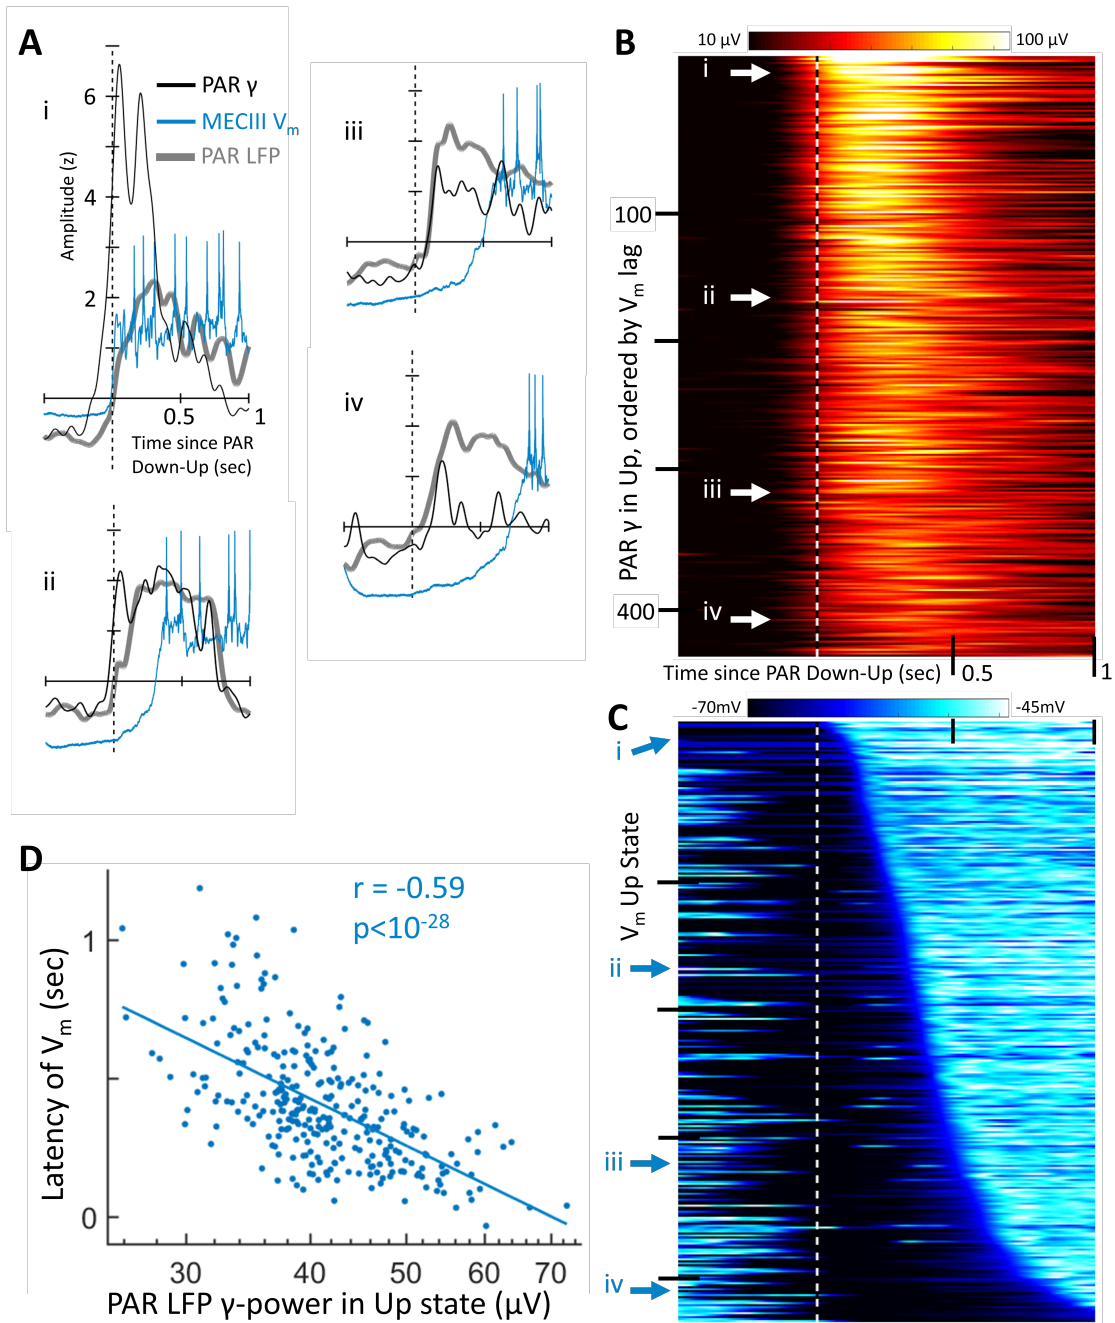 A
i
PAR γ
MECIII Vm
PAR LFP
Amplitude (z)
6
4
2
0.5
1
Time since PAR
Down-Up (sec)
ii
iii
iv
B
10 μV
100 μV
PAR γ in Up, ordered by Vm lag
i
100
ii
iii
400
iv
Time since PAR Down-Up (sec)
0.5
1
C
-70mV
-45mV
Vm Up State
i
ii
iii
iv
D
r = -0.59
p<10-28
Latency of Vm (sec)
1
0
30
40
50
60
70
PAR LFP γ-power in Up state (μV)